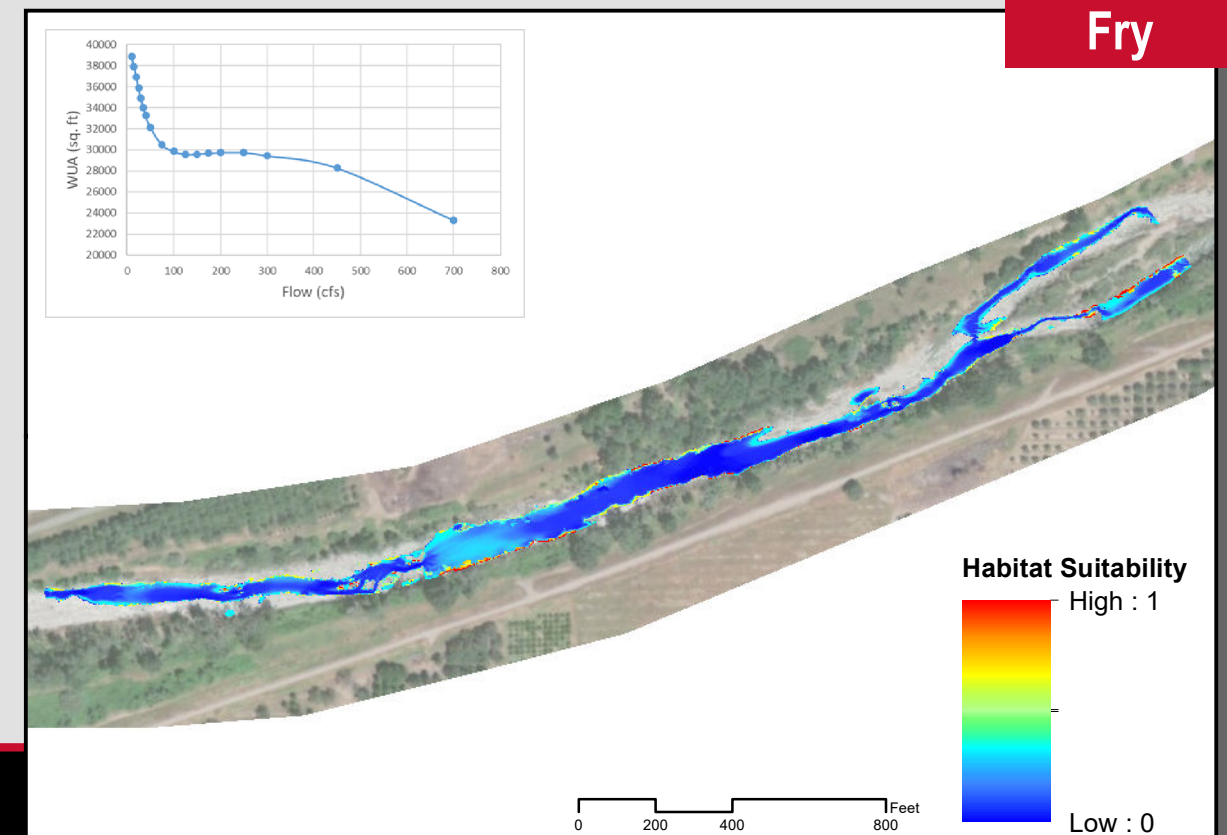 Fry
40000
38000
36000
34000
32000
30000
28000
26000
24000
22000
20000
WUA (sq. ft)
0 100 200 300 400 500 600 700 800
Flow (cfs)
Habitat Suitability
High : 1
Low : 0
Feet
0 200 400 800